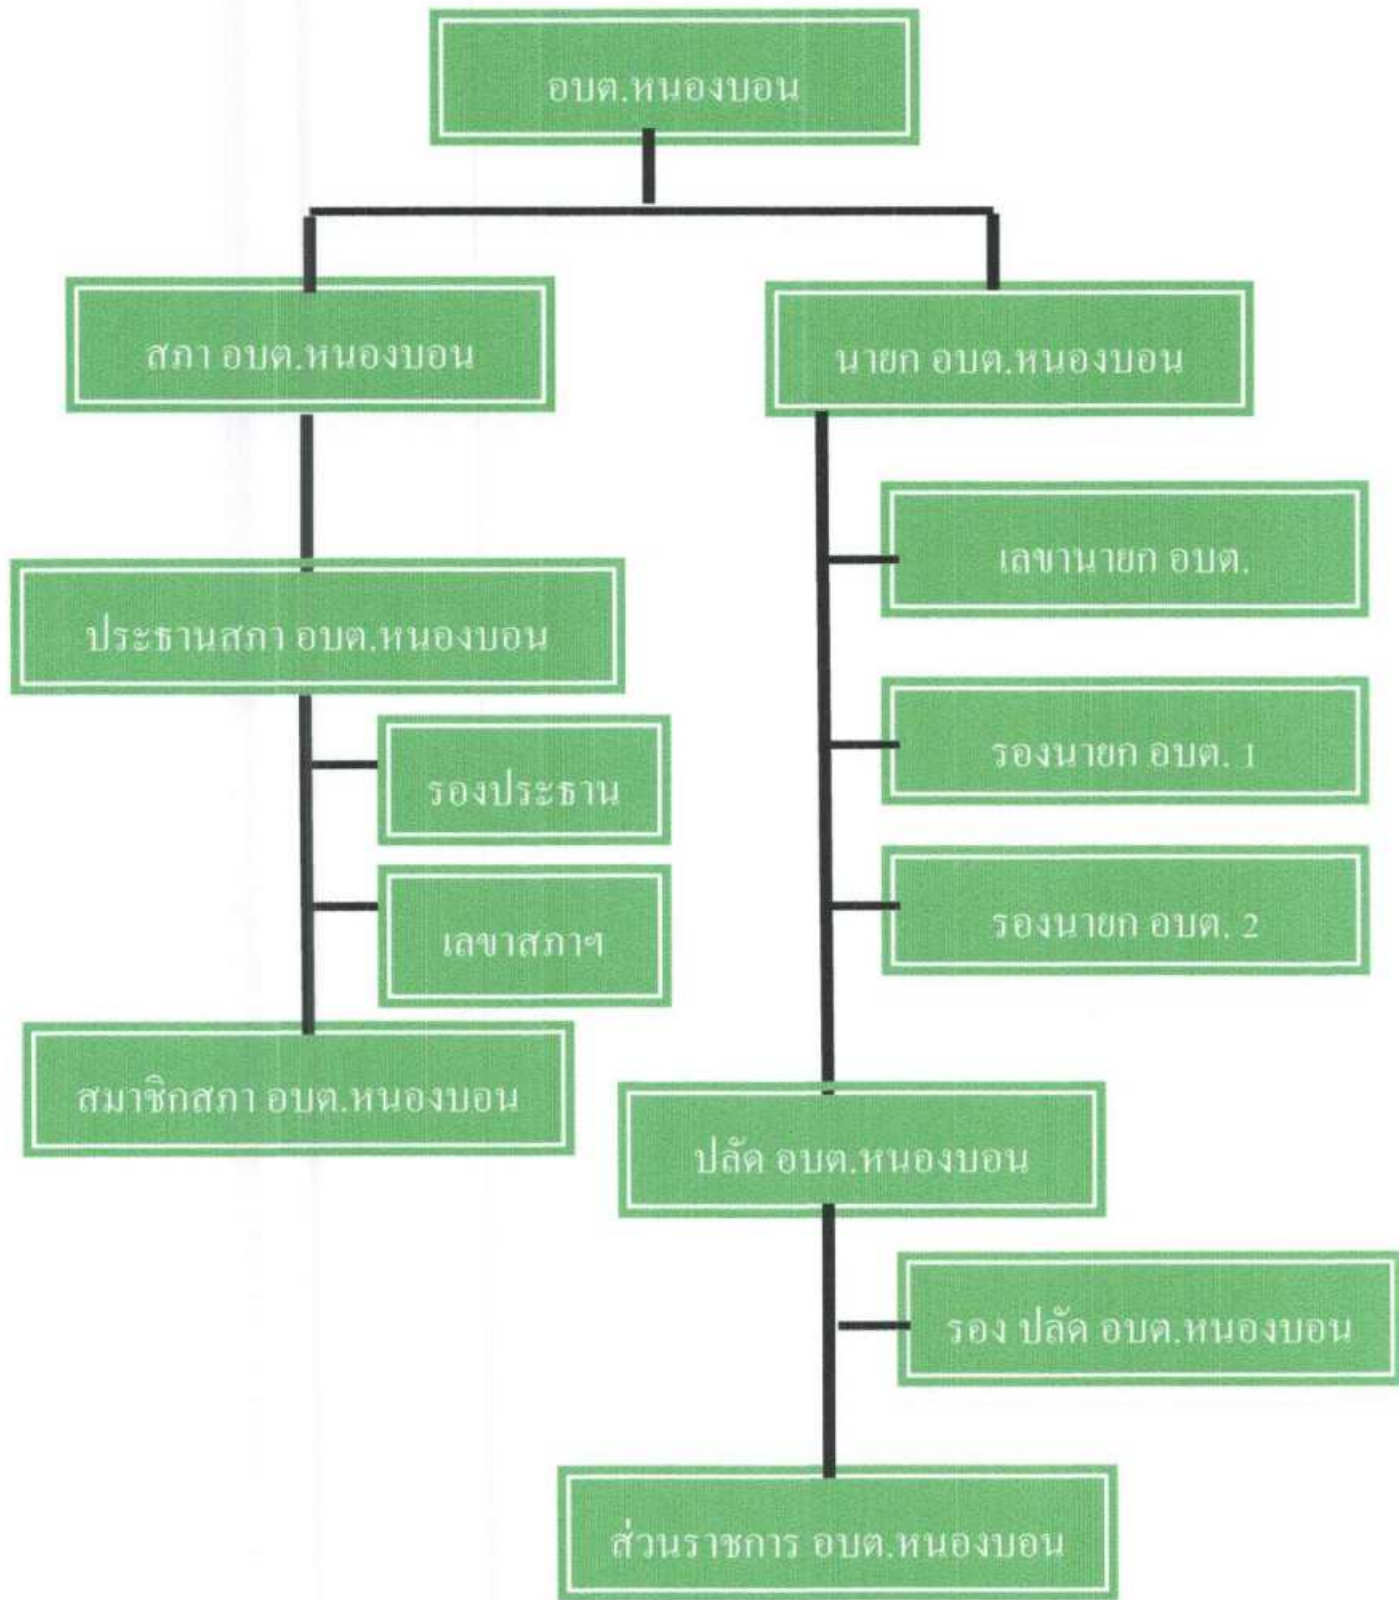 อบต.หนองบอน
สภา อบต.หนองบอน
นายก อบต.หนองบอน
เลขานายก อบต.
ประธานสภา อบต.หนองบอน
รองนายก อบต. 1
รองประธาน
รองนายก อบต. 2
เลขาสภาฯ
สมาชิกสภา อบต.หนองบอน
ปลัด อบต.หนองบอน
รอง ปลัด อบต.หนองบอน
ส่วนราชการ อบต.หนองบอน